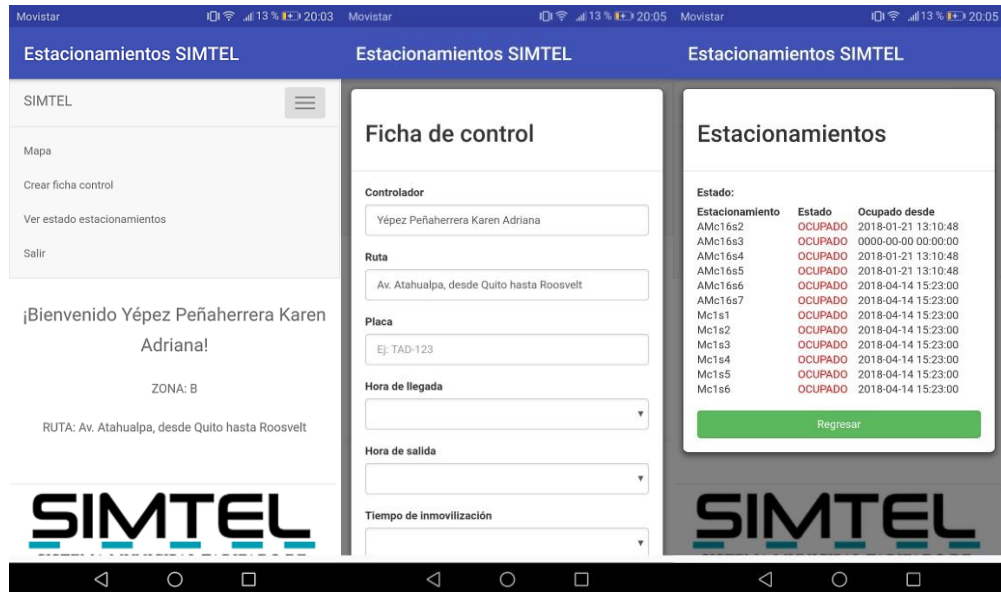 Movistar 13 % 20:03
Estacionamientos SIMTEL
SIMTEL
Mapa
Crear ficha control
Ver estado estacionamientos
Salir
¡Bienvenido Yépez Peñaherrera Karen
Adriana!
ZONA: B
RUTA: Av. Atahualpa, desde Quito hasta Roosvelt
SIMTEL
Movistar 13 % 20:05
Estacionamientos SIMTEL
Ficha de control
Controlador
Yépez Peñaherrera Karen Adriana
Ruta
Av. Atahualpa, desde Quito hasta Roosvelt
Placa
Ej: TAD-123
Hora de llegada
Hora de salida
Tiempo de inmovilización
Movistar 13 % 20:05
Estacionamientos SIMTEL
Estacionamientos
Estado:
Estacionamiento Estado Ocupado desde
AMc16s2 OCUPADO 2018-01-21 13:10:48
AMc16s3 OCUPADO 0000-00-00 00:00:00
AMc16s4 OCUPADO 2018-01-21 13:10:48
AMc16s5 OCUPADO 2018-01-21 13:10:48
AMc16s6 OCUPADO 2018-04-14 15:23:00
AMc16s7 OCUPADO 2018-04-14 15:23:00
Mc1s1 OCUPADO 2018-04-14 15:23:00
Mc1s2 OCUPADO 2018-04-14 15:23:00
Mc1s3 OCUPADO 2018-04-14 15:23:00
Mc1s4 OCUPADO 2018-04-14 15:23:00
Mc1s5 OCUPADO 2018-04-14 15:23:00
Mc1s6 OCUPADO 2018-04-14 15:23:00
Regresar
SIMTEL